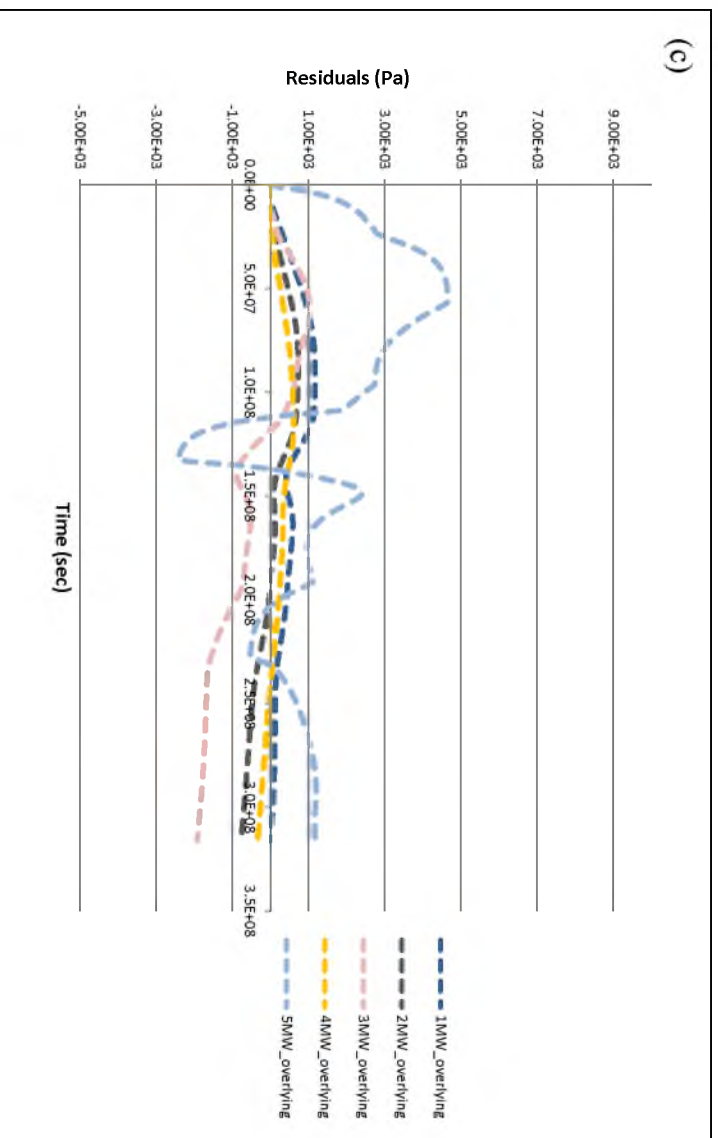 (c)
Residuals (Pa)
9.00E+03
7.00E+03
5.00E+03
3.00E+03
1.00E+03
-1.00E+03
-3.00E+03
-5.00E+03
0.0E+00
5.0E+07
1.0E+08
1.5E+08
2.0E+08
2.5E+08
3.0E+08
3.5E+08
Time (sec)
1MW_overlying
2MW_overlying
3MW_overlying
4MW_overlying
5MW_overlying